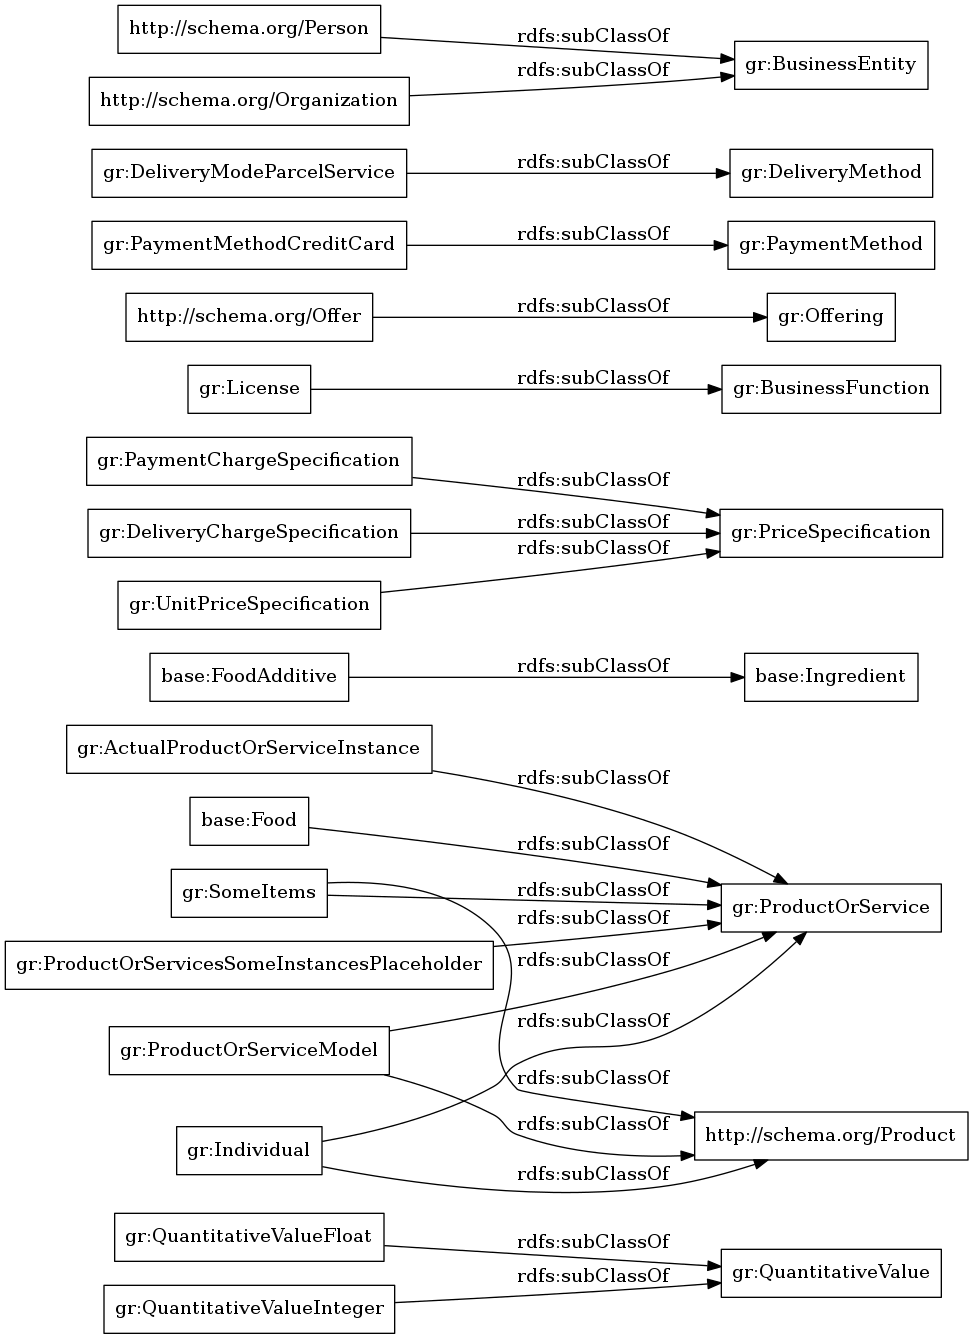 http://schema.org/Person
rdfs:subClassOf
gr:BusinessEntity
http://schema.org/Organization
rdfs:subClassOf
gr:DeliveryModeParcelService
rdfs:subClassOf
gr:DeliveryMethod
gr:PaymentMethodCreditCard
rdfs:subClassOf
gr:PaymentMethod
http://schema.org/Offer
rdfs:subClassOf
gr:Offering
gr:License
rdfs:subClassOf
gr:BusinessFunction
gr:PaymentChargeSpecification
rdfs:subClassOf
gr:DeliveryChargeSpecification
rdfs:subClassOf
gr:PriceSpecification
rdfs:subClassOf
gr:UnitPriceSpecification
base:FoodAdditive
rdfs:subClassOf
base:Ingredient
gr:ActualProductOrServiceInstance
rdfs:subClassOf
base:Food
rdfs:subClassOf
gr:SomeItems
rdfs:subClassOf
gr:ProductOrService
rdfs:subClassOf
gr:ProductOrServicesSomeInstancesPlaceholder
rdfs:subClassOf
rdfs:subClassOf
gr:ProductOrServiceModel
rdfs:subClassOf
rdfs:subClassOf
http://schema.org/Product
gr:Individual
rdfs:subClassOf
gr:QuantitativeValueFloat
rdfs:subClassOf
gr:QuantitativeValue
rdfs:subClassOf
gr:QuantitativeValueInteger